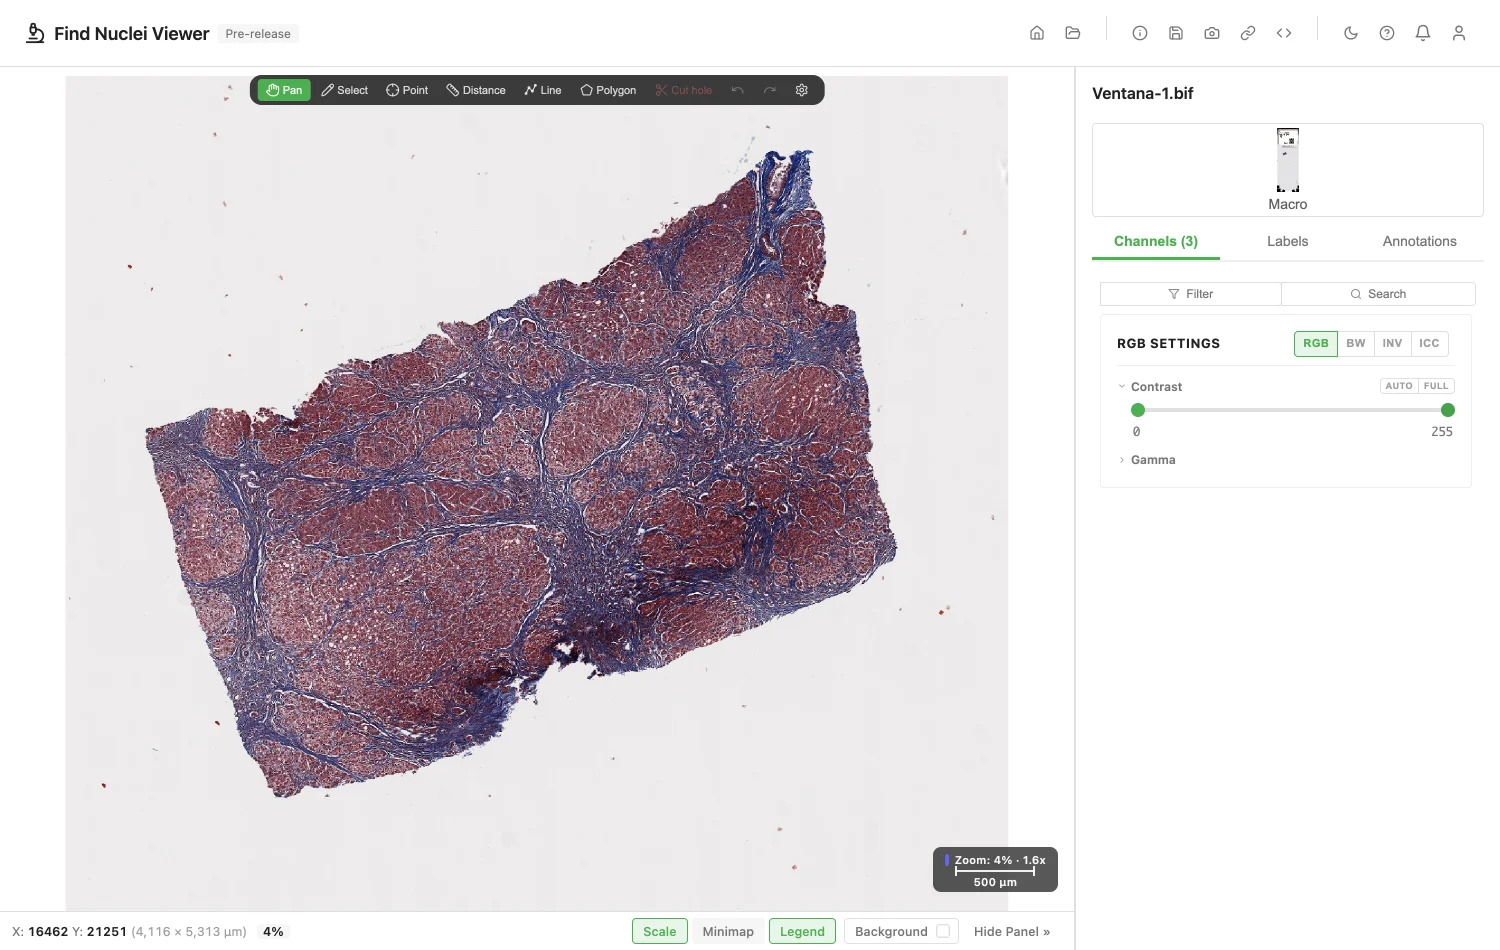 Find Nuclei Viewer Pre-release
Pan Select Point Distance Line Polygon Cut hole
Ventana-1.bif
Macro
Channels (3) Labels Annotations
Filter Search
RGB SETTINGS RGB BW INV ICC
Contrast AUTO FULL
0 255
Gamma
Zoom: 4% · 1.6x
500 µm
X: 16462 Y: 21251 (4,116 × 5,313 µm) 4% Scale Minimap Legend Background Hide Panel »